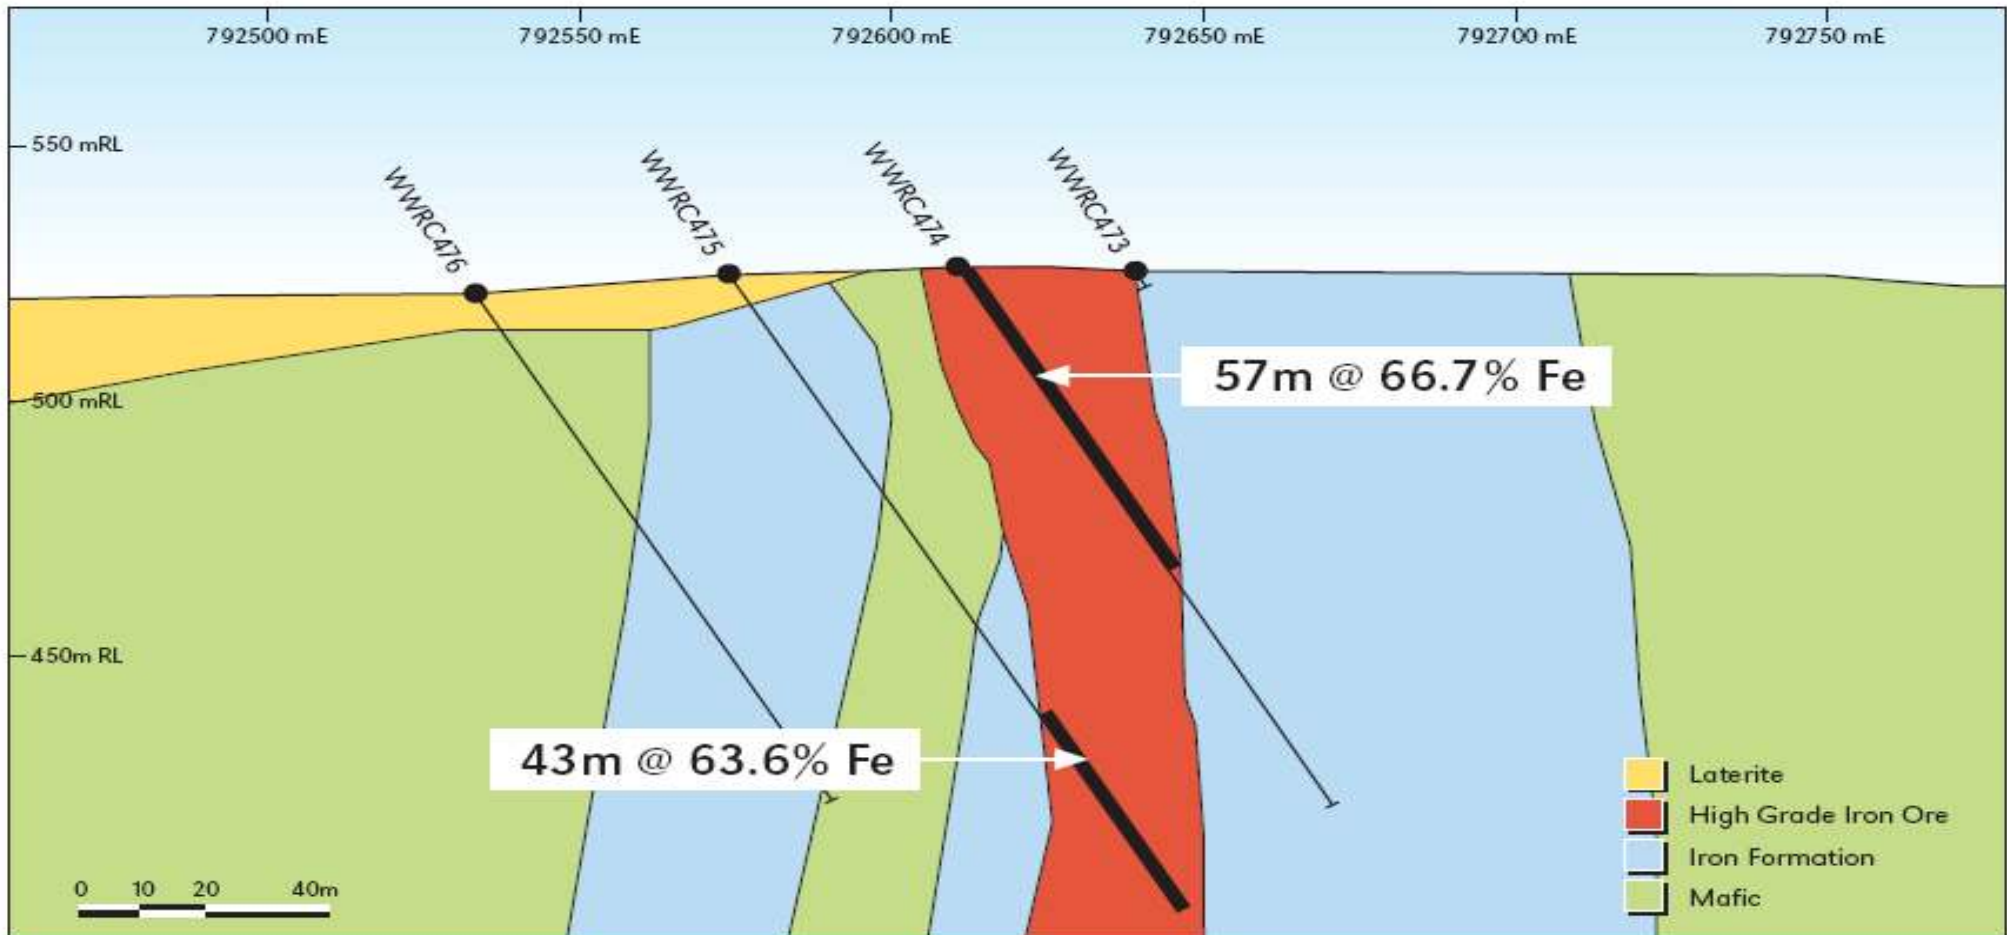 792500 mE
792550 mE
792600 mE
792650 mE
792700 mE
792750 mE
550 mRL
WWRC476
WWRC475
WWRC474
WWRC473
57m @ 66.7% Fe
500 mRL
450m RL
43m @ 63.6% Fe
Laterite
High Grade Iron Ore
Iron Formation
Mafic
0 10 20 40m